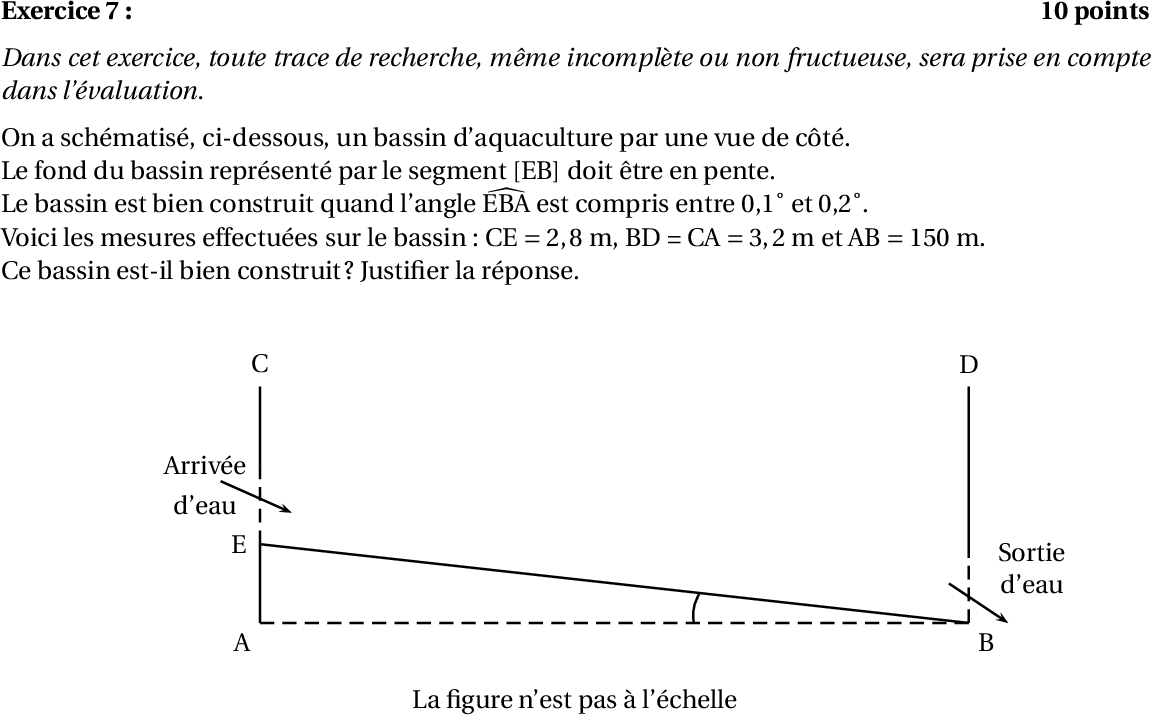 Exercice 7 : 10 points
Dans cet exercice, toute trace de recherche, même incomplète ou non fructueuse, sera prise en compte
dans l'évaluation.
On a schématisé, ci-dessous, un bassin d'aquaculture par une vue de côté.
Le fond du bassin représenté par le segment [EB] doit être en pente.
Le bassin est bien construit quand l'angle \widehat{EBA} est compris entre 0,1˚ et 0,2˚.
Voici les mesures effectuées sur le bassin : CE = 2,8 m, BD = CA = 3,2 m et AB = 150 m.
Ce bassin est-il bien construit ? Justifier la réponse.
C D
Arrivée
d'eau
E
Sortie
d'eau
A B
La figure n'est pas à l'échelle